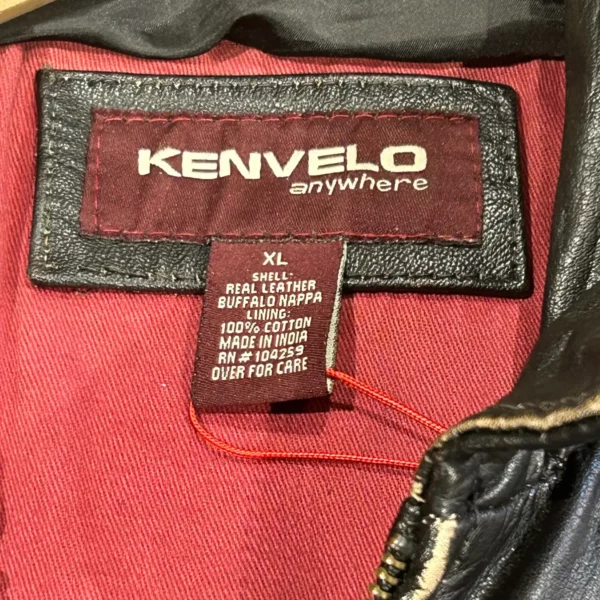 KENVELO
anywhere
XL
SHELL:
REAL LEATHER
BUFFALO NAPPA
LINING:
100% COTTON
MADE IN INDIA
RN # 104259
OVER FOR CARE